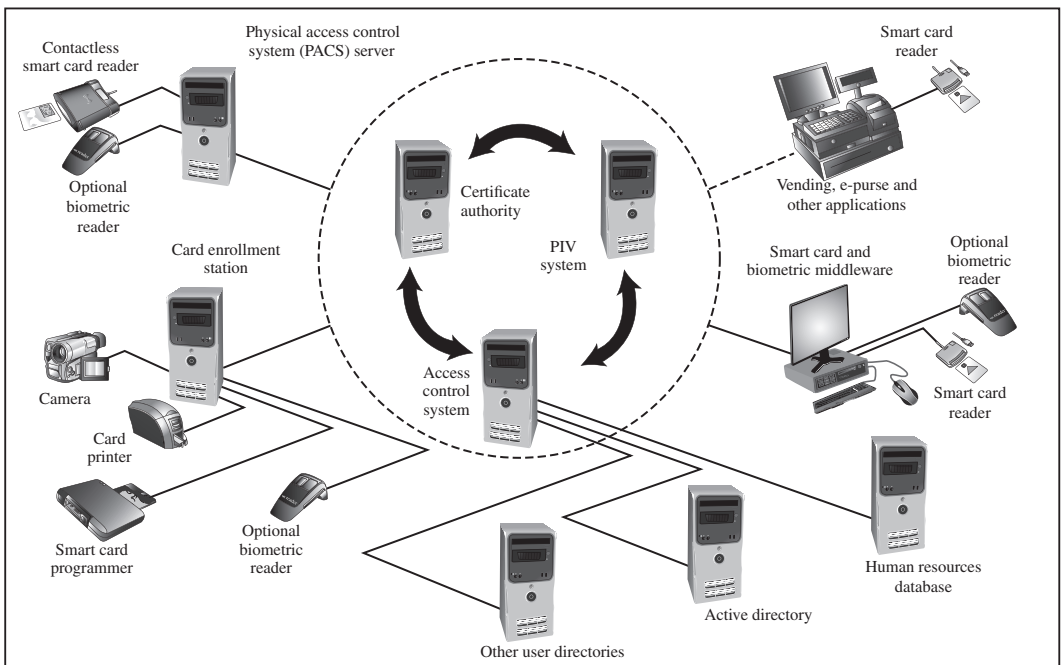 Physical access control
system (PACS) server
Contactless
smart card reader
Optional
biometric
reader
Smart card
reader
Vending, e-purse and
other applications
Certificate
authority
PIV
system
Access
control
system
Card enrollment
station
Camera
Card
printer
Smart card
programmer
Optional
biometric
reader
Smart card and
biometric middleware
Optional
biometric
reader
Smart card
reader
Other user directories
Active directory
Human resources
database